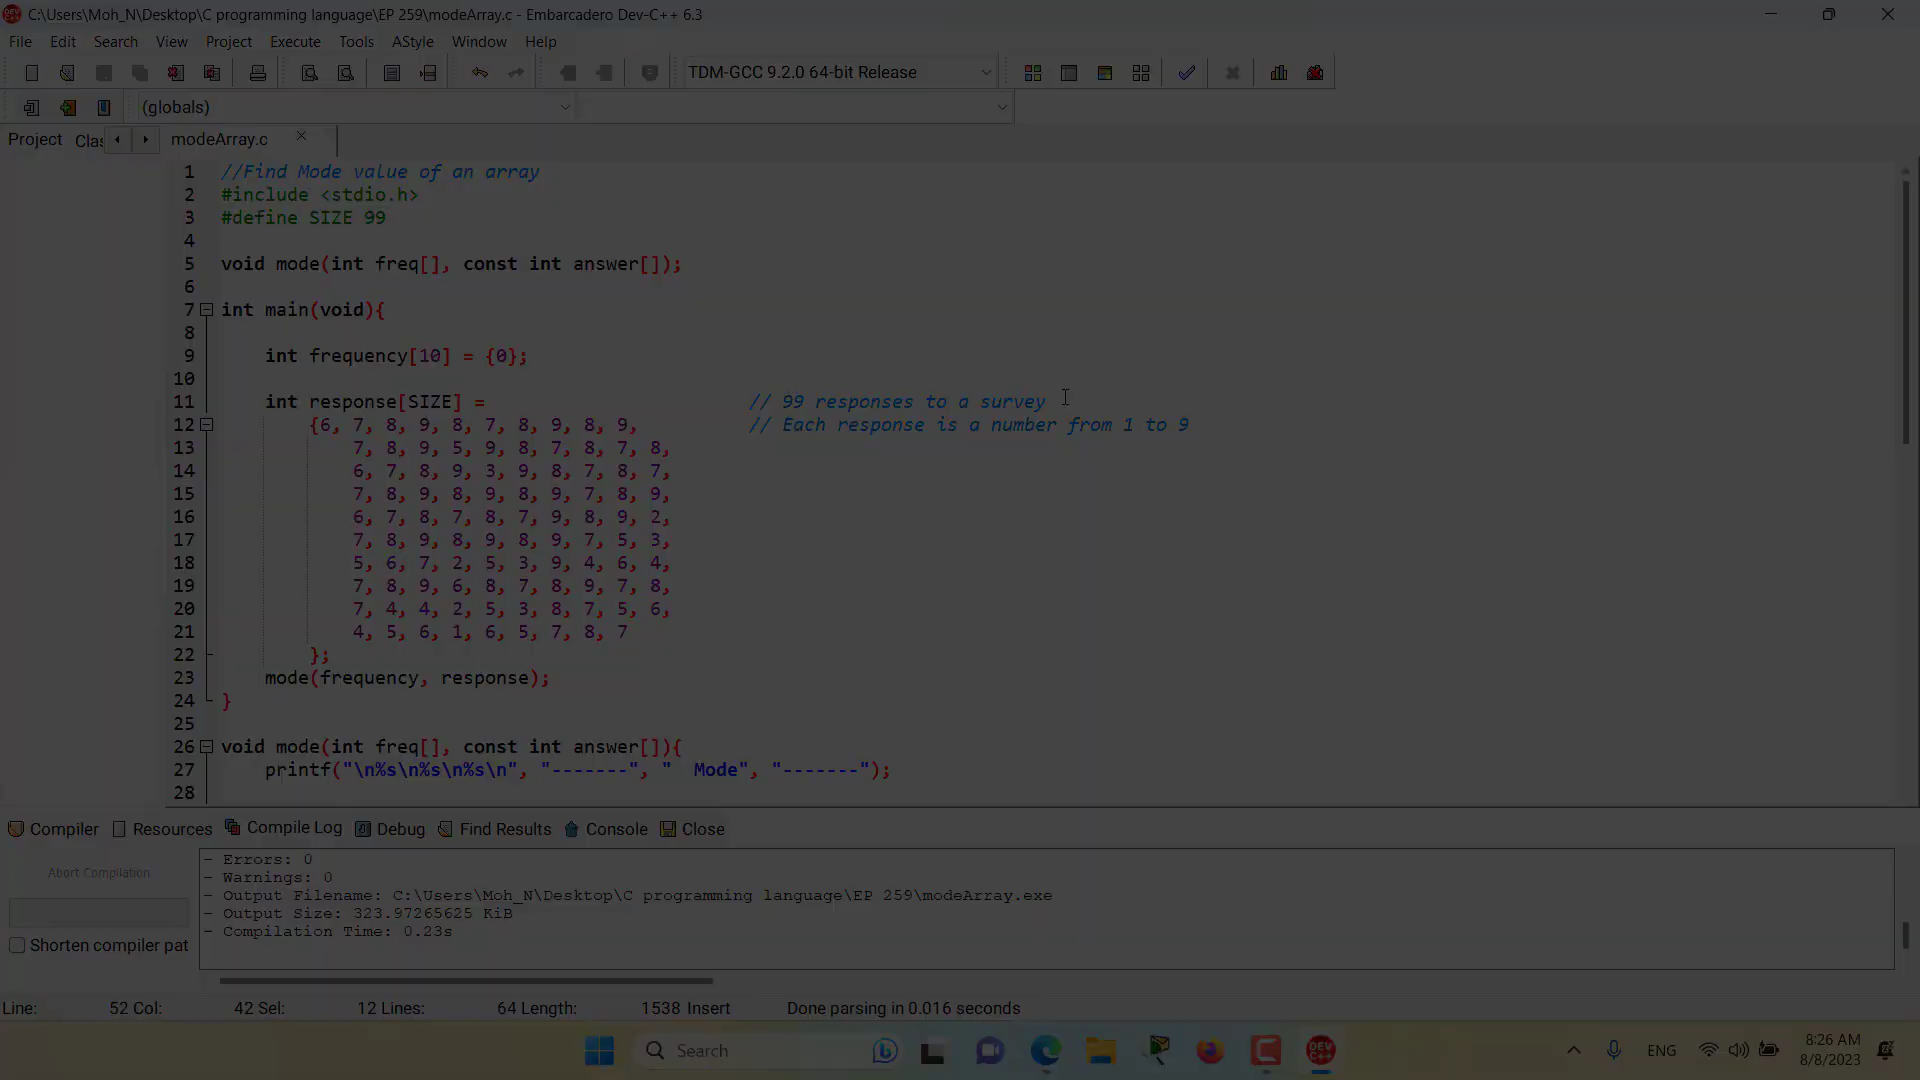 C:\Users\Moh_N\Desktop\C programming language\EP 259\modeArray.c - Embarcadero Dev-C++ 6.3
File Edit Search View Project Execute Tools AStyle Window Help
TDM-GCC 9.2.0 64-bit Release
(globals)
Project Clas modeArray.c
1 //Find Mode value of an array
2 #include <stdio.h>
3 #define SIZE 99
4
5 void mode(int freq[], const int answer[]);
6
7 int main(void){
8
9 int frequency[10] = {0};
10
11 int response[SIZE] = // 99 responses to a survey
12 {6, 7, 8, 9, 8, 7, 8, 9, 8, 9, // Each response is a number from 1 to 9
13 7, 8, 9, 5, 9, 8, 7, 8, 7, 8,
14 6, 7, 8, 9, 3, 9, 8, 7, 8, 7,
15 7, 8, 9, 8, 9, 8, 9, 7, 8, 9,
16 6, 7, 8, 7, 8, 7, 9, 8, 9, 2,
17 7, 8, 9, 8, 9, 8, 9, 7, 5, 3,
18 5, 6, 7, 2, 5, 3, 9, 4, 6, 4,
19 7, 8, 9, 6, 8, 7, 8, 9, 7, 8,
20 7, 4, 4, 2, 5, 3, 8, 7, 5, 6,
21 4, 5, 6, 1, 6, 5, 7, 8, 7
22 };
23 mode(frequency, response);
24 }
25
26 void mode(int freq[], const int answer[]){
27 printf("\n%s\n%s\n%s\n", "-------", "  Mode", "-------");
28
Compiler Resources Compile Log Debug Find Results Console Close
Abort Compilation
Shorten compiler pat
- Errors: 0
- Warnings: 0
- Output Filename: C:\Users\Moh_N\Desktop\C programming language\EP 259\modeArray.exe
- Output Size: 323.97265625 KiB
- Compilation Time: 0.23s
Line: 52 Col: 42 Sel: 12 Lines: 64 Length: 1538 Insert Done parsing in 0.016 seconds
Search
DEV C++
ENG
8:26 AM
8/8/2023